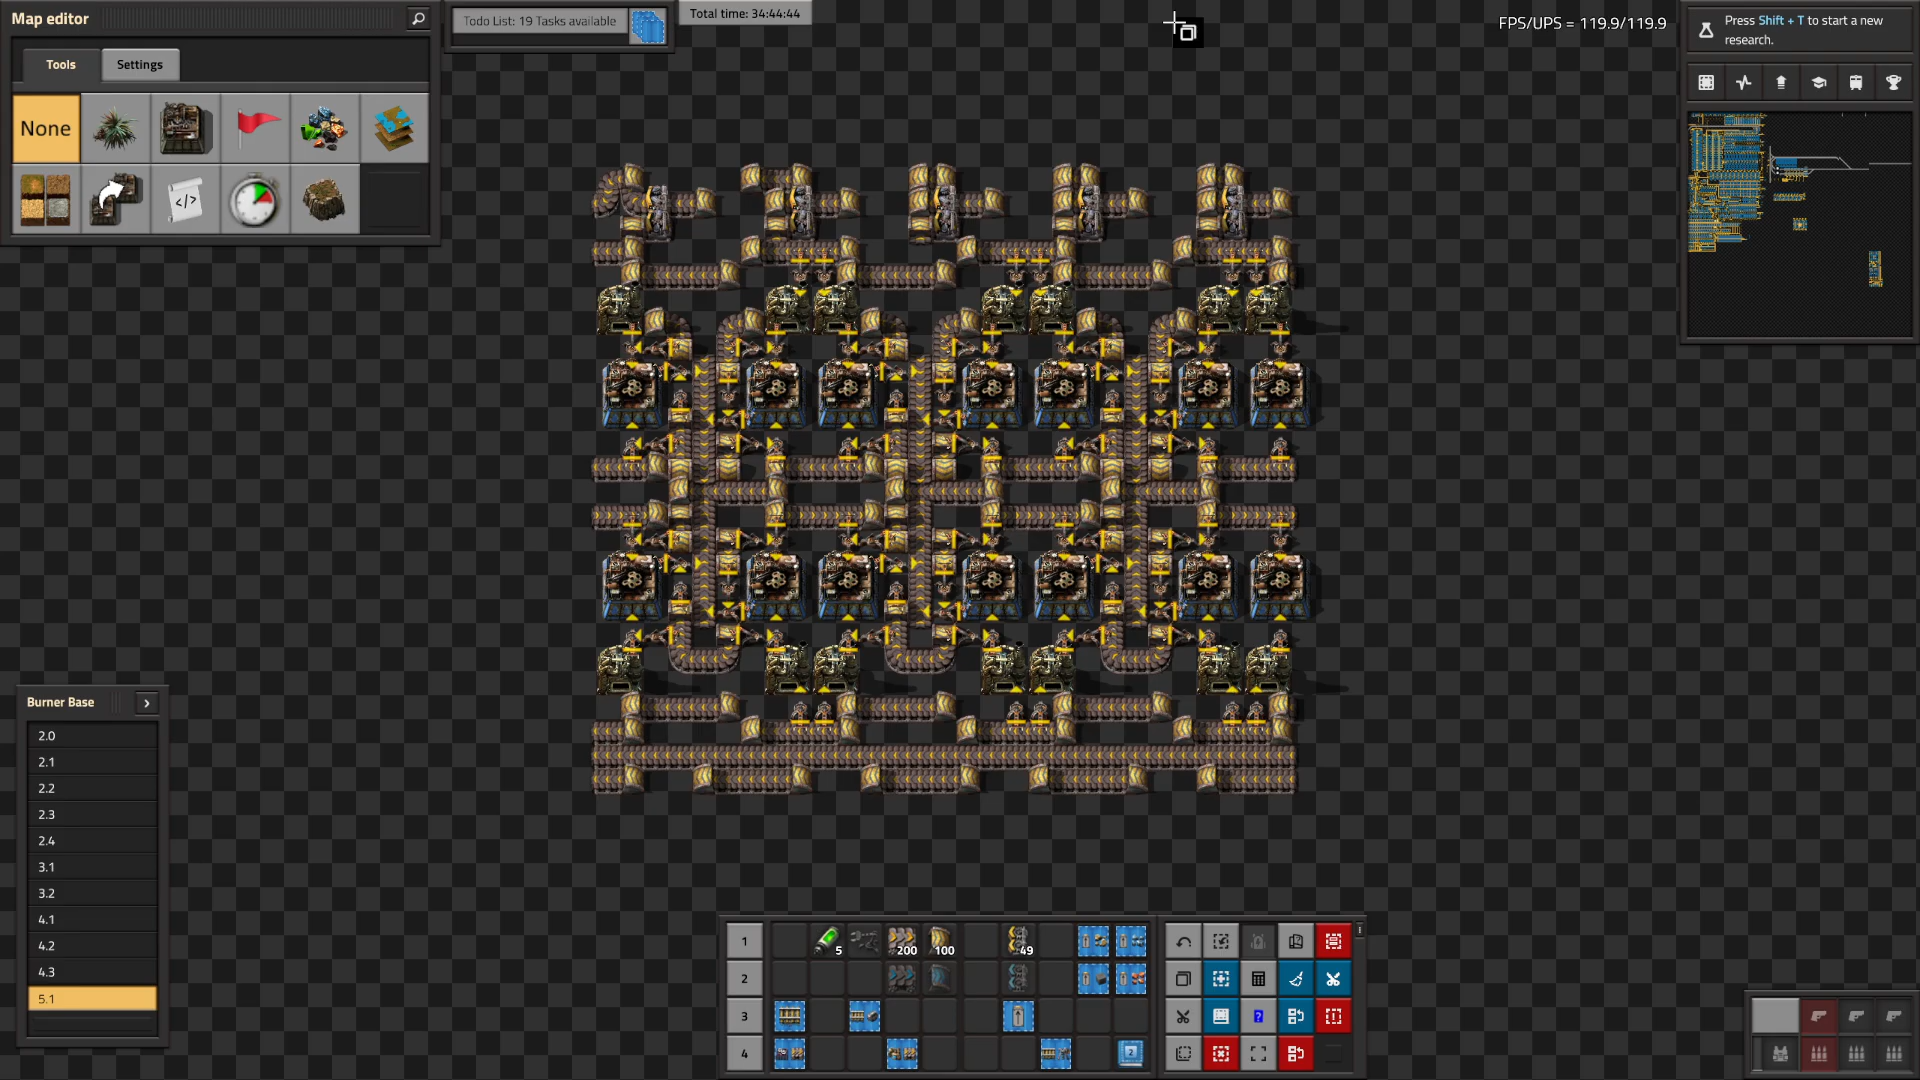 Map editor
Tools
Settings
None
</>
Todo List: 19 Tasks available
Total time: 34:44:44
FPS/UPS = 119.9/119.9
Press Shift + T to start a new
research.
Burner Base
>
2.0
2.1
2.2
2.3
2.4
3.1
3.2
4.1
4.2
4.3
5.1
1
5
200
100
49
2
3
?
4
2